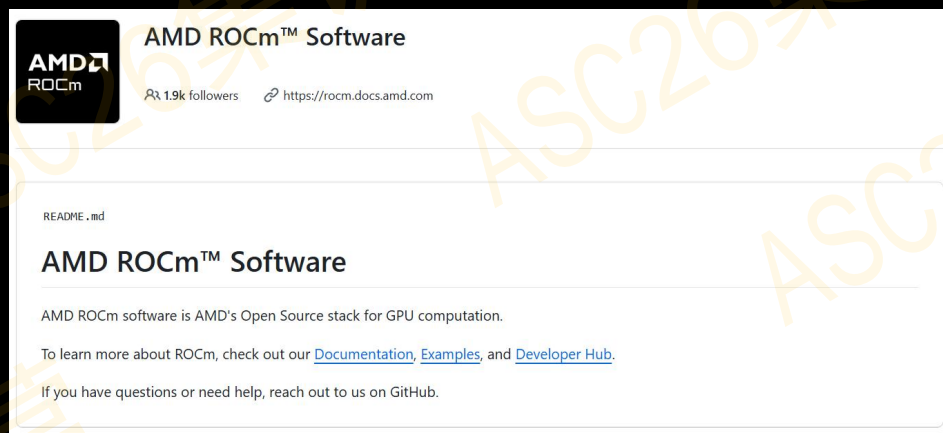 AMD ROCm™ Software
AMD
ROCm
1.9k followers https://rocm.docs.amd.com
README.md
AMD ROCm™ Software
AMD ROCm software is AMD's Open Source stack for GPU computation.
To learn more about ROCm, check out our Documentation, Examples, and Developer Hub.
If you have questions or need help, reach out to us on GitHub.
ASC26
ASC